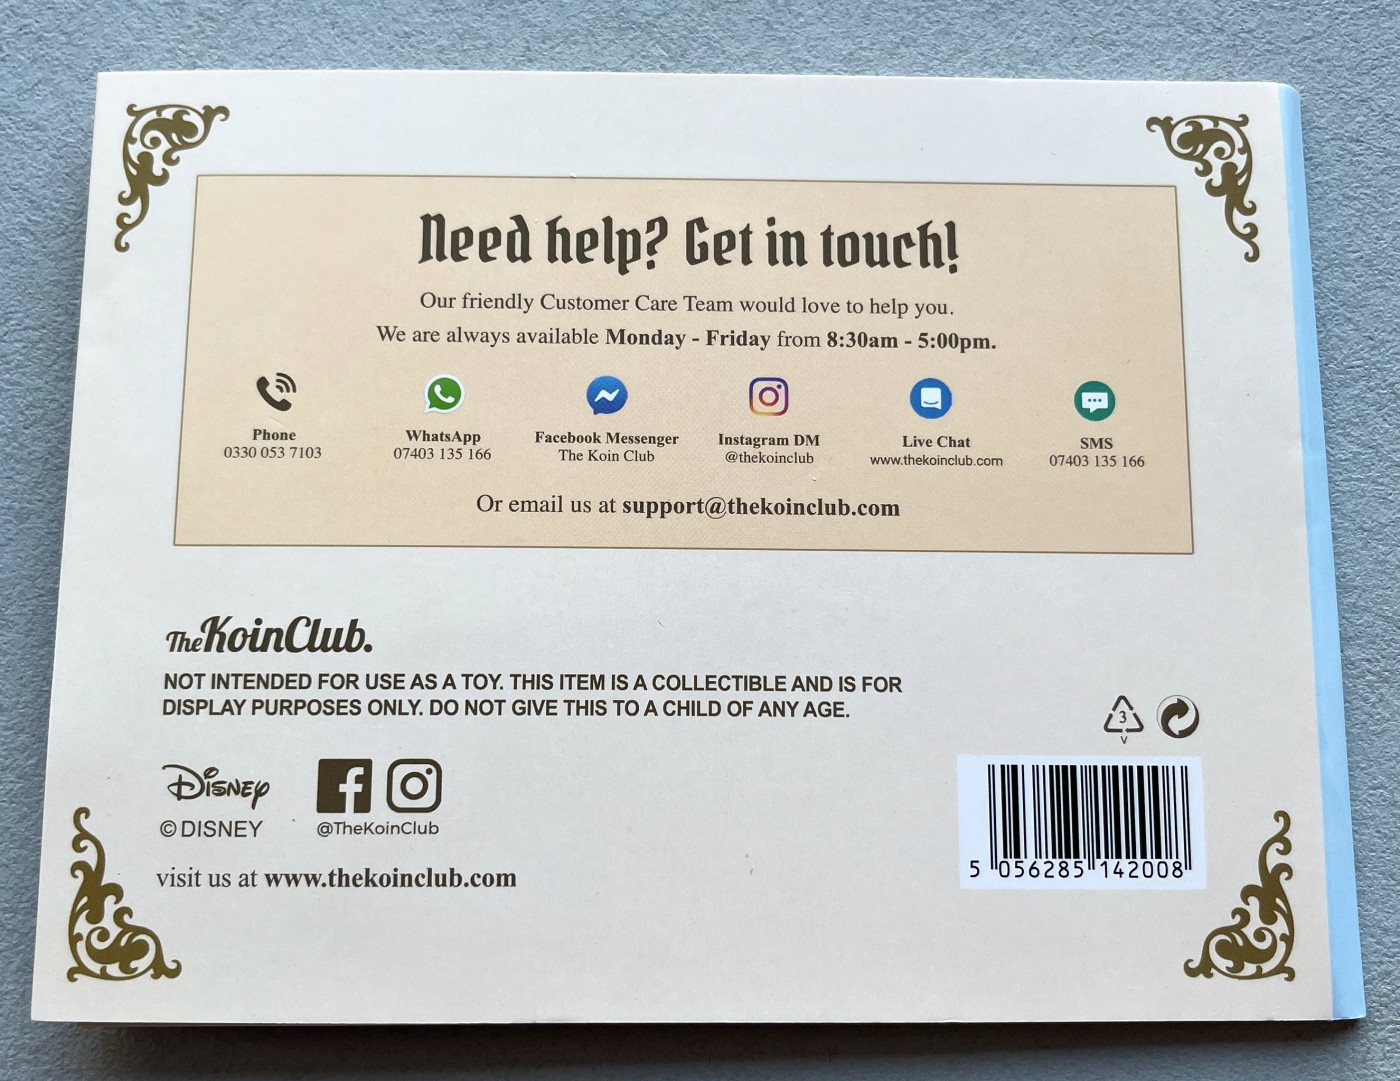 Need help? Get in touch!
Our friendly Customer Care Team would love to help you.
We are always available Monday - Friday from 8:30am - 5:00pm.
Phone
0330 053 7103
WhatsApp
07403 135 166
Facebook Messenger
The Koin Club
Instagram DM
@thekoinclub
Live Chat
www.thekoinclub.com
SMS
07403 135 166
Or email us at support@thekoinclub.com
The KoinClub.
NOT INTENDED FOR USE AS A TOY. THIS ITEM IS A COLLECTIBLE AND IS FOR
DISPLAY PURPOSES ONLY. DO NOT GIVE THIS TO A CHILD OF ANY AGE.
3
V
Disney
©DISNEY
@TheKoinClub
visit us at www.thekoinclub.com
5 056285 142008